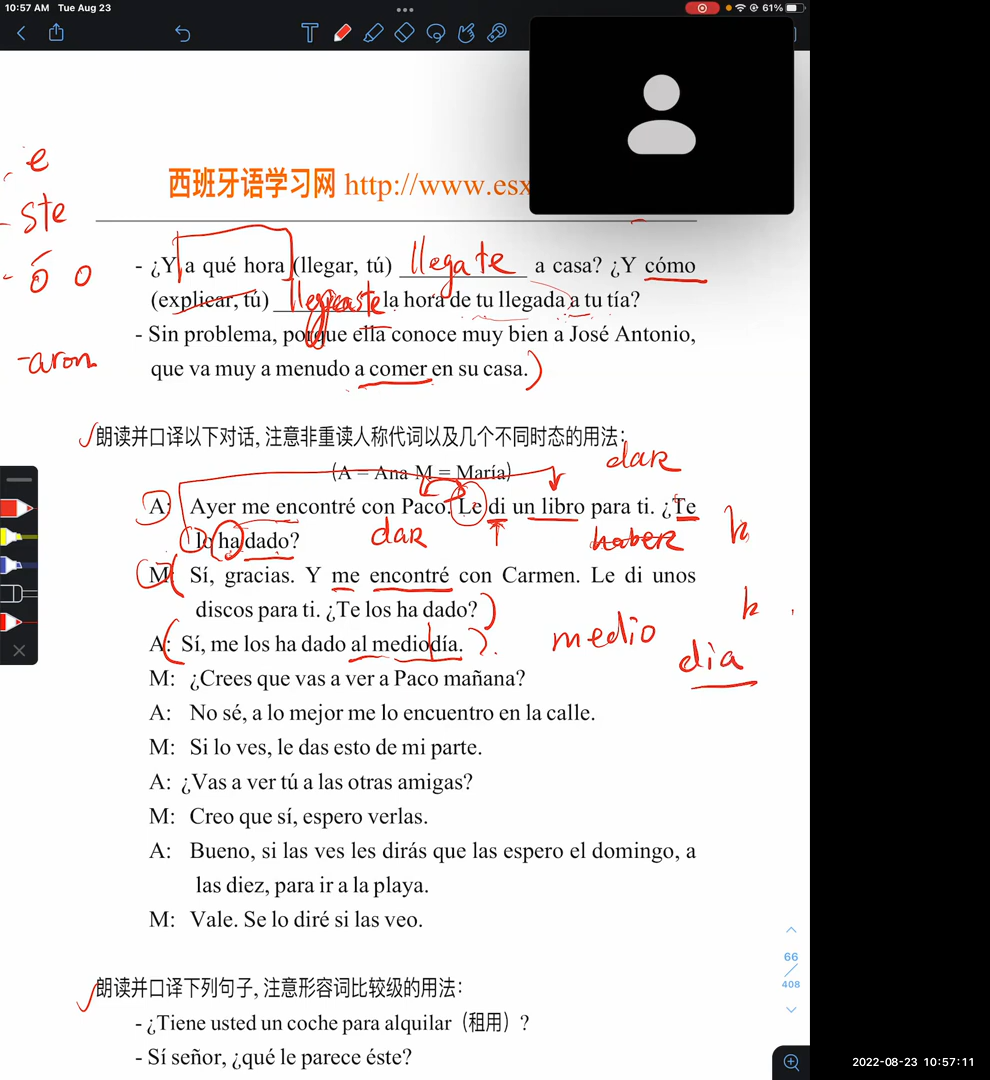 10:57 AM Tue Aug 23
61%
西班牙语学习网 http://www.esx
e
ste
ó o
-aron
- ¿Y a qué hora (llegar, tú) llegaste a casa? ¿Y cómo
(explicar, tú) la hora de tu llegada a tu tía?
- Sin problema, porque ella conoce muy bien a José Antonio,
que va muy a menudo a comer en su casa.)
朗读并口译以下对话, 注意非重读人称代词以及几个不同时态的用法:
dar
(A = Ana M = María)
A: Ayer me encontré con Paco. Le di un libro para ti. ¿Te
lo ha dado?
dar haber
M: Sí, gracias. Y me encontré con Carmen. Le di unos
discos para ti. ¿Te los ha dado?)
A: Sí, me los ha dado al mediodía.
medio
día
M: ¿Crees que vas a ver a Paco mañana?
A: No sé, a lo mejor me lo encuentro en la calle.
M: Si lo ves, le das esto de mi parte.
A: ¿Vas a ver tú a las otras amigas?
M: Creo que sí, espero verlas.
A: Bueno, si las ves les dirás que las espero el domingo, a
las diez, para ir a la playa.
M: Vale. Se lo diré si las veo.
66
408
朗读并口译下列句子, 注意形容词比较级的用法:
- ¿Tiene usted un coche para alquilar（租用）?
- Sí señor, ¿qué le parece éste?
2022-08-23 10:57:11